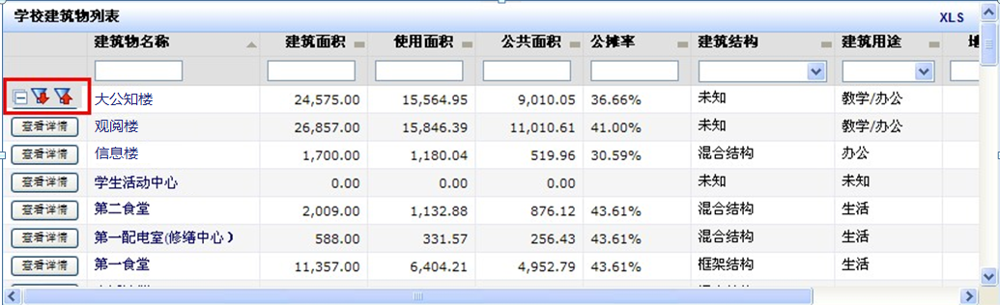 学校建筑物列表 XLS
建筑物名称 建筑面积 使用面积 公共面积 公摊率 建筑结构 建筑用途
大公知楼 24,575.00 15,564.95 9,010.05 36.66% 未知 教学/办公
查看详情 观阅楼 26,857.00 15,846.39 11,010.61 41.00% 未知 教学/办公
查看详情 信息楼 1,700.00 1,180.04 519.96 30.59% 混合结构 办公
查看详情 学生活动中心 0.00 0.00 0.00 未知 未知
查看详情 第二食堂 2,009.00 1,132.88 876.12 43.61% 混合结构 生活
查看详情 第一配电室(修缮中心) 588.00 331.57 256.43 43.61% 混合结构 生活
查看详情 第一食堂 11,357.00 6,404.21 4,952.79 43.61% 框架结构 生活